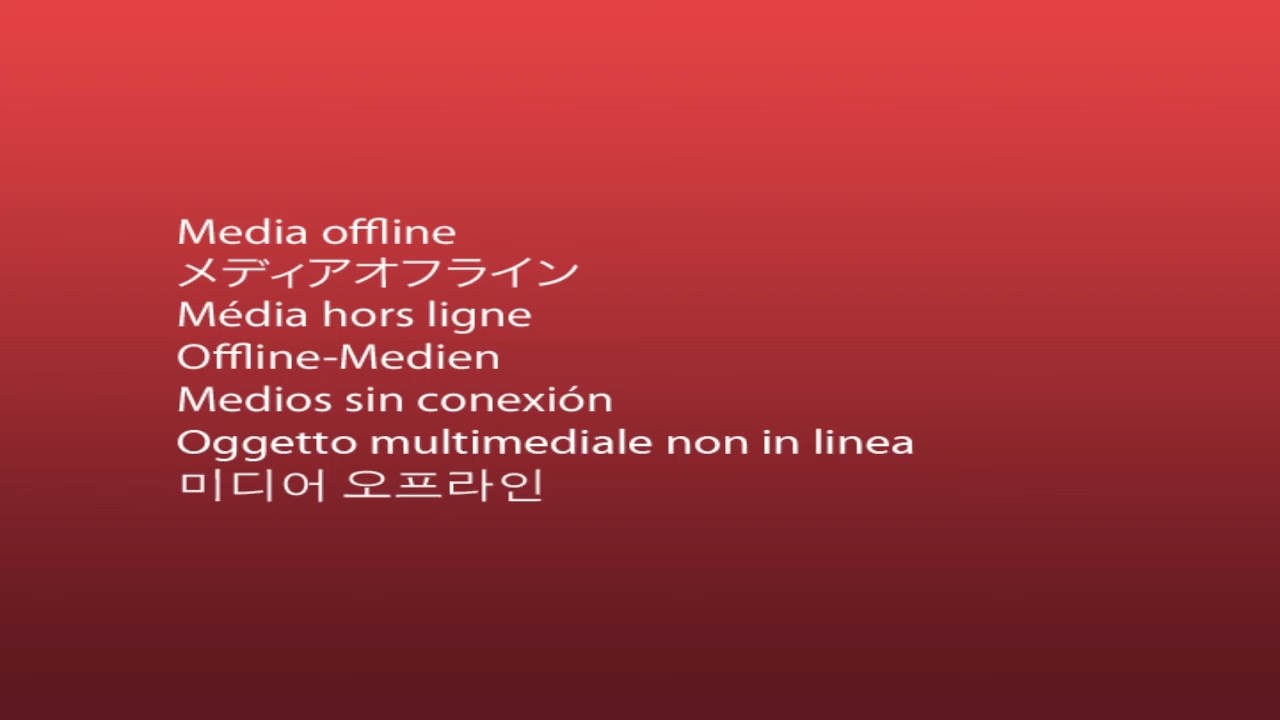 Media offline
メディアオフライン
Média hors ligne
Offline-Medien
Medios sin conexión
Oggetto multimediale non in linea
미디어 오프라인